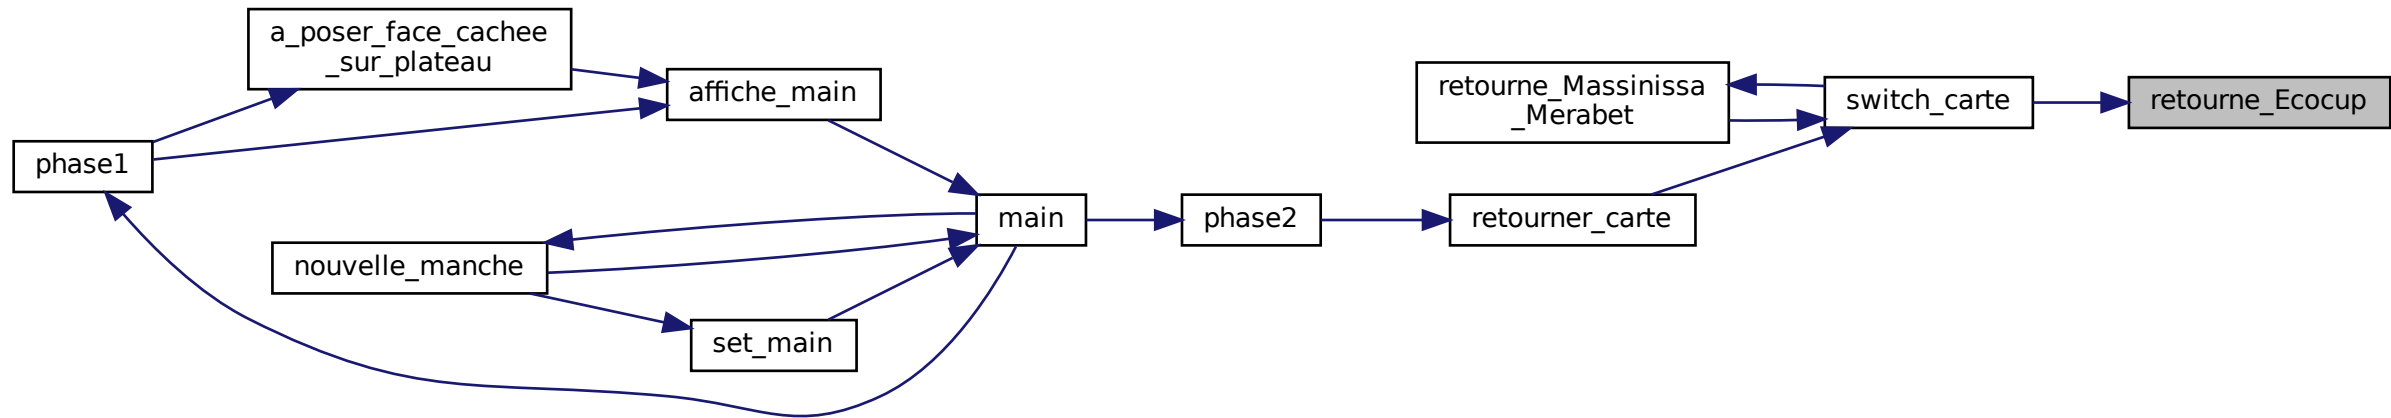 a_poser_face_cachee
_sur_plateau
affiche_main
phase1
nouvelle_manche
set_main
main
phase2
retourne_Massinissa
_Merabet
retourner_carte
switch_carte
retourne_Ecocup